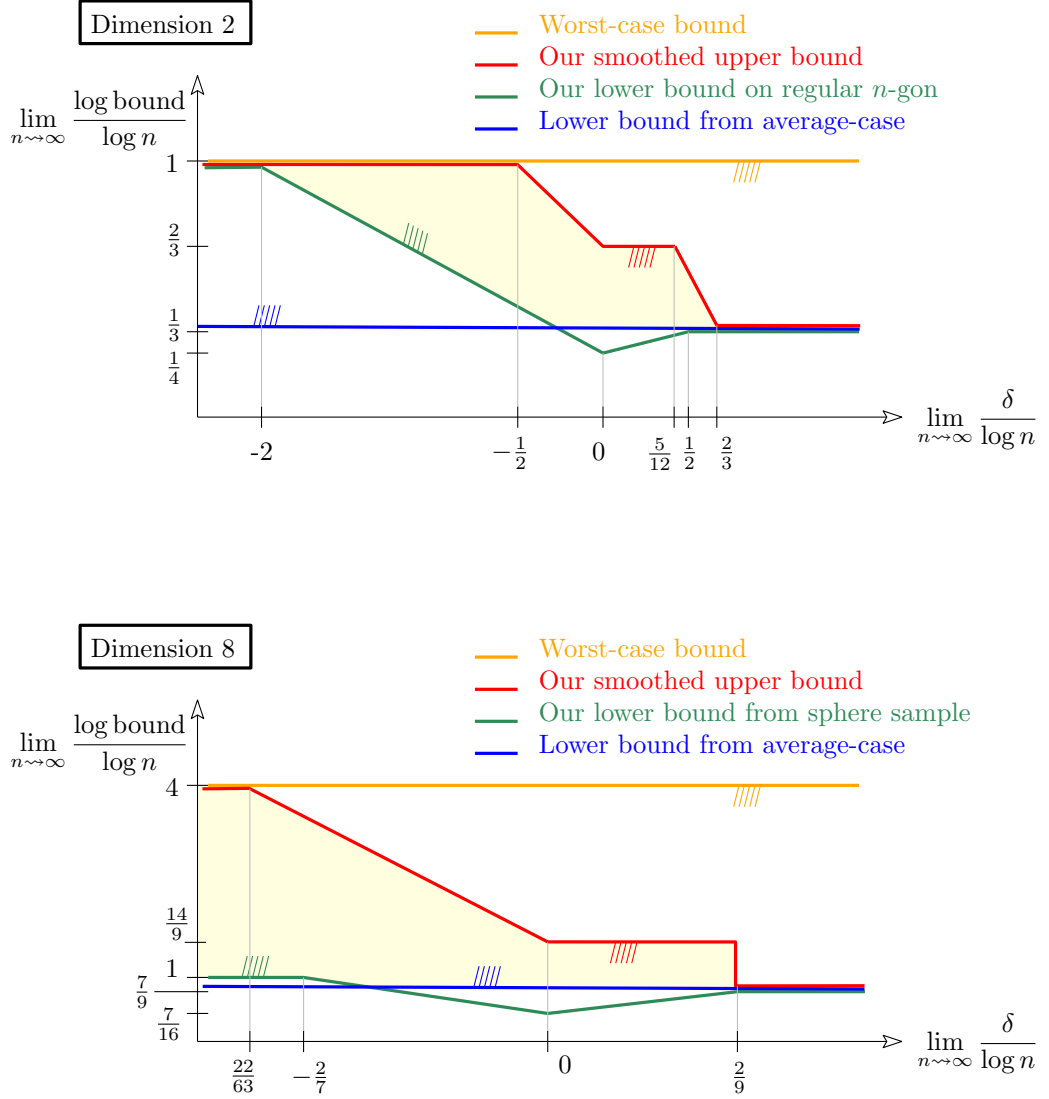 Dimension 2
Worst-case bound
Our smoothed upper bound
Our lower bound on regular n-gon
Lower bound from average-case
lim n⇝∞ log bound / log n
1
2/3
1/3
1/4
-2
−1/2
0
5/12
1/2
2/3
lim n⇝∞ δ / log n
Dimension 8
Worst-case bound
Our smoothed upper bound
Our lower bound from sphere sample
Lower bound from average-case
lim n⇝∞ log bound / log n
4
14/9
1
7/9
7/16
22/63
−2/7
0
2/9
lim n⇝∞ δ / log n